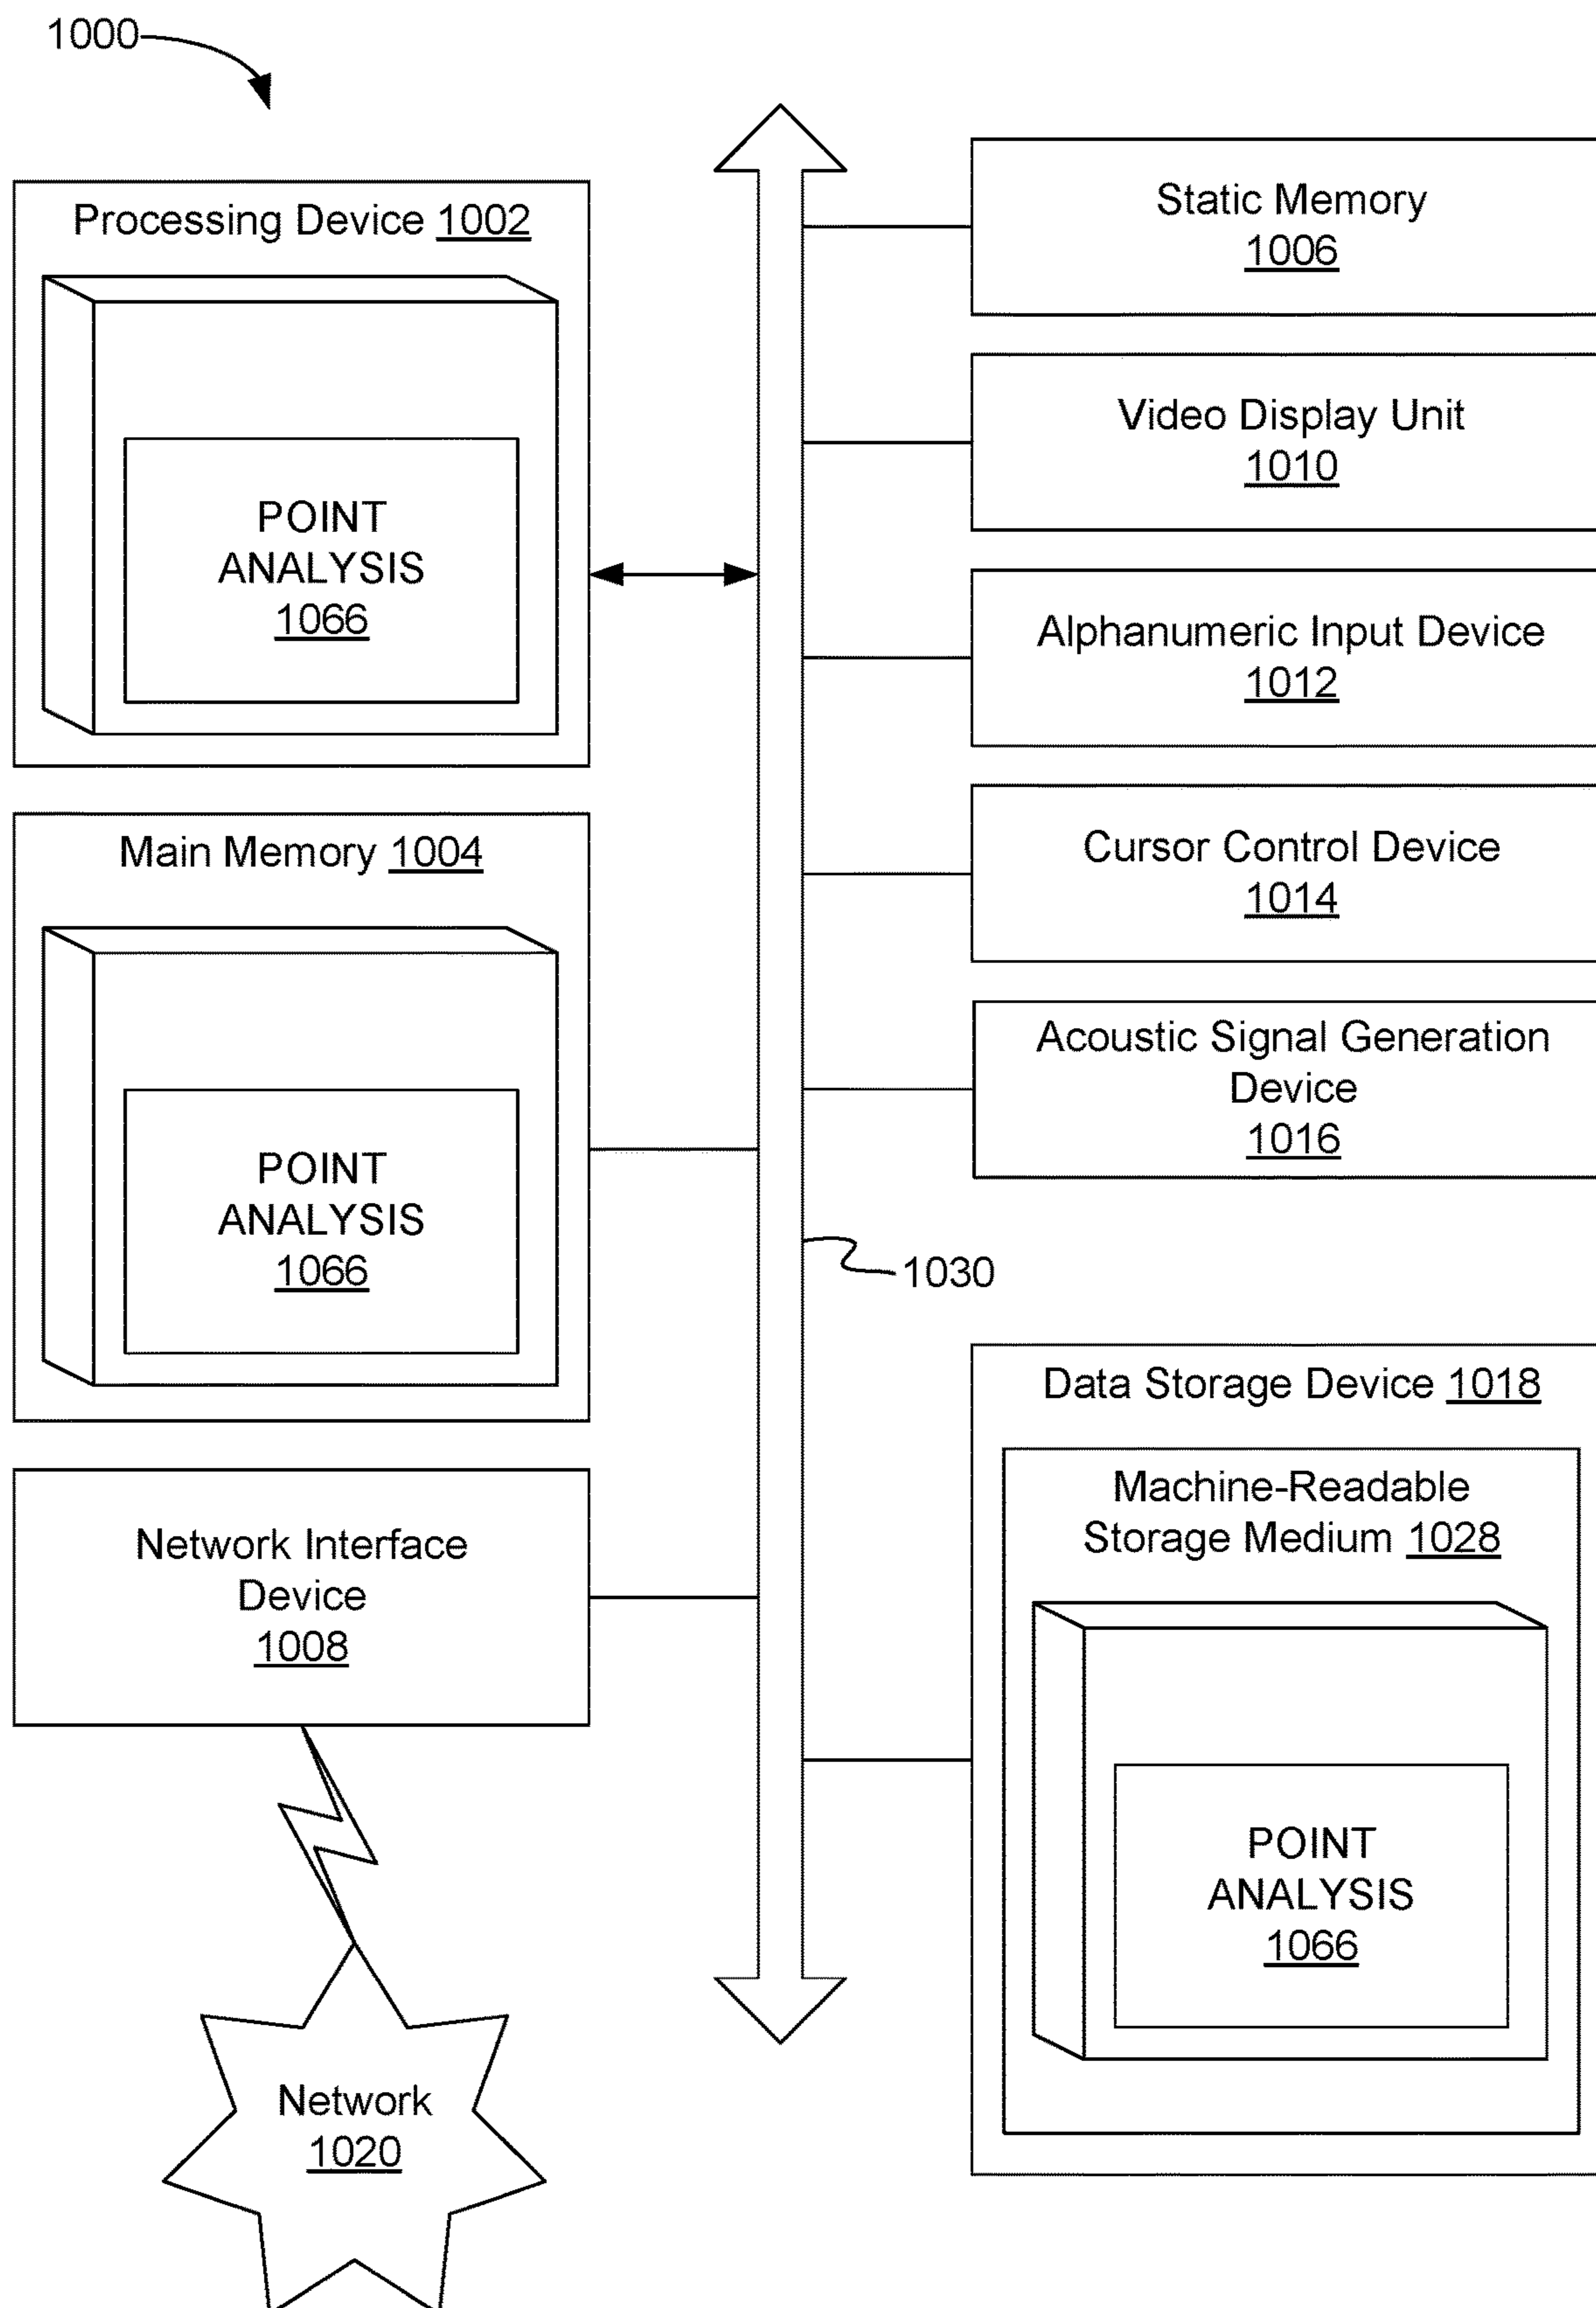 1000
Processing Device 1002
POINT
ANALYSIS
1066
Main Memory 1004
POINT
ANALYSIS
1066
Network Interface
Device
1008
Network
1020
Static Memory
1006
Video Display Unit
1010
Alphanumeric Input Device
1012
Cursor Control Device
1014
Acoustic Signal Generation
Device
1016
1030
Data Storage Device 1018
Machine-Readable
Storage Medium 1028
POINT
ANALYSIS
1066